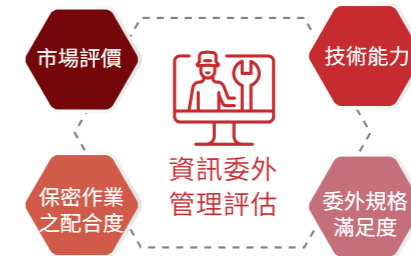 市場評價
技術能力
資訊委外
管理評估
保密作業
之配合度
委外規格
滿足度